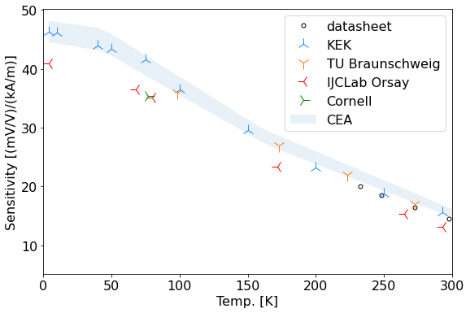 50
40
30
20
10
Sensitivity [(mV/V)/(kA/m)]
datasheet
KEK
TU Braunschweig
IJCLab Orsay
Cornell
CEA
0 50 100 150 200 250 300
Temp. [K]